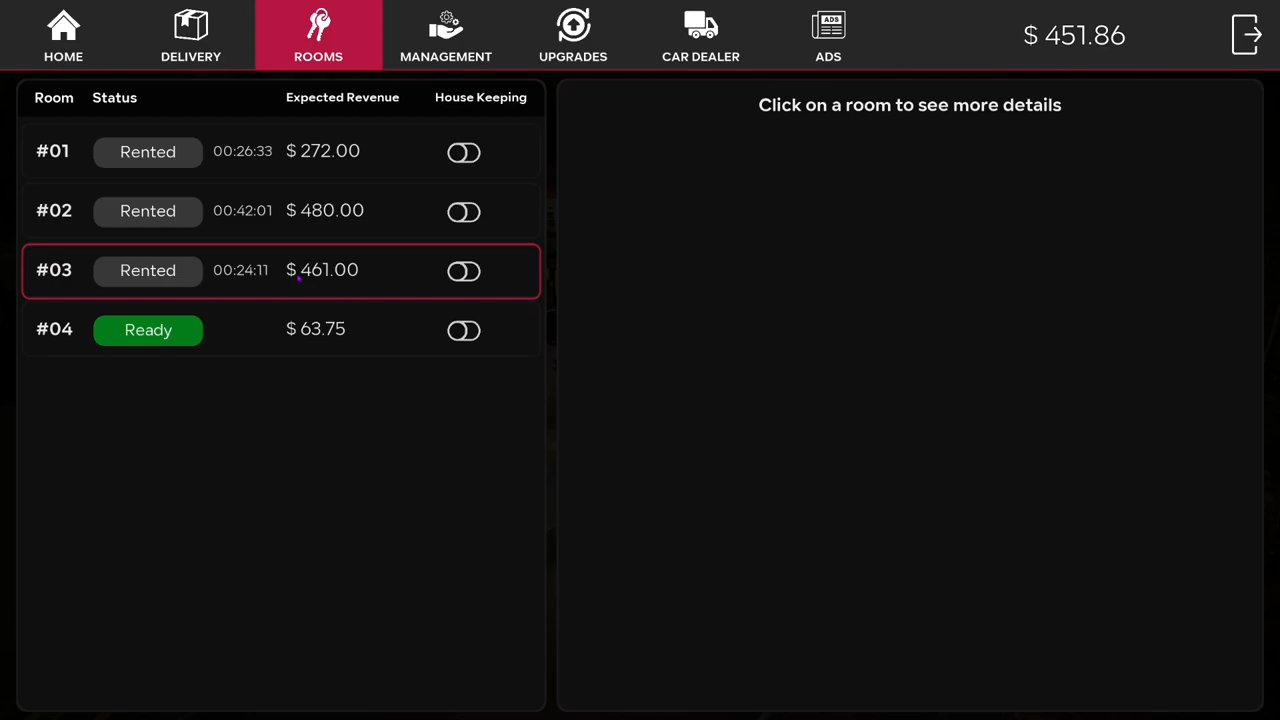 HOME DELIVERY ROOMS MANAGEMENT UPGRADES CAR DEALER ADS ADS $ 451.86
Room Status Expected Revenue House Keeping
#01 Rented 00:26:33 $ 272.00
#02 Rented 00:42:01 $ 480.00
#03 Rented 00:24:11 $ 461.00
#04 Ready $ 63.75
Click on a room to see more details